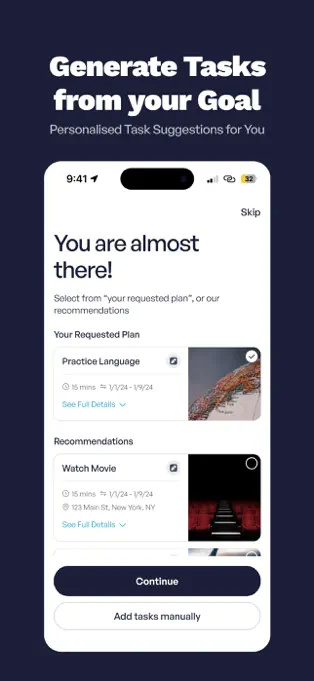 Generate Tasks
from your Goal
Personalised Task Suggestions for You
9:41
32
Skip
You are almost
there!
Select from “your requested plan”, or our
recommendations
Your Requested Plan
Practice Language
15 mins 1/1/24 - 1/9/24
See Full Details
Recommendations
Watch Movie
15 mins 1/1/24 - 1/9/24
123 Main St, New York, NY
See Full Details
Continue
Add tasks manually